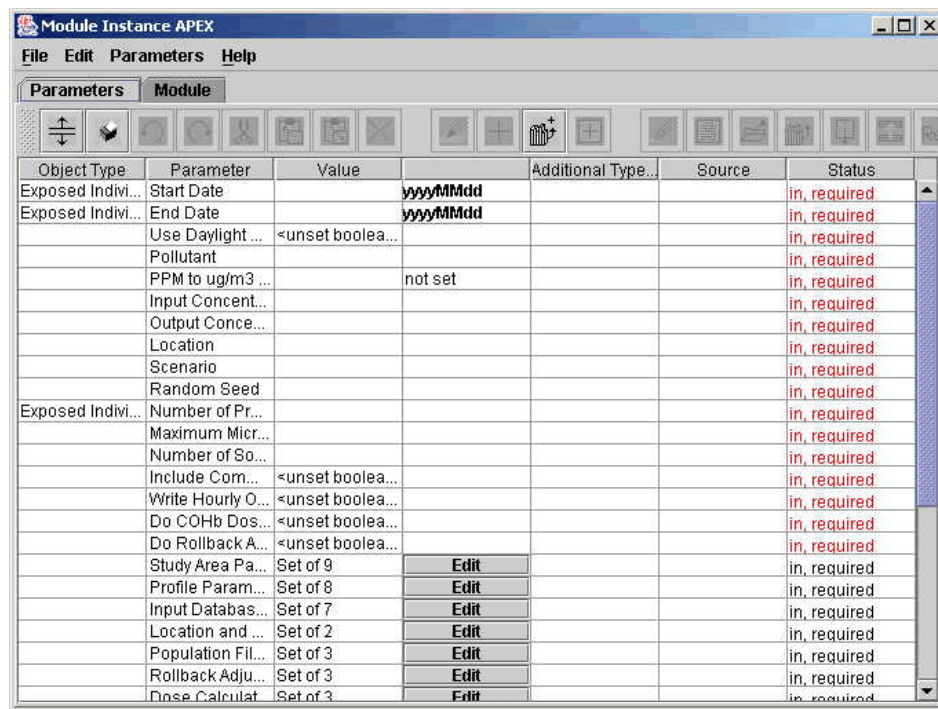 Module Instance APEX
File Edit Parameters Help
Parameters Module
Object Type Parameter Value Additional Type... Source Status
Exposed Indivi... Start Date yyyyMMdd in, required
Exposed Indivi... End Date yyyyMMdd in, required
Use Daylight ... <unset boolea... in, required
Pollutant in, required
PPM to ug/m3 ... not set in, required
Input Concent... in, required
Output Conce... in, required
Location in, required
Scenario in, required
Random Seed in, required
Exposed Indivi... Number of Pr... in, required
Maximum Micr... in, required
Number of So... in, required
Include Com... <unset boolea... in, required
Write Hourly O... <unset boolea... in, required
Do COHb Dos... <unset boolea... in, required
Do Rollback A... <unset boolea... in, required
Study Area Pa... Set of 9 Edit in, required
Profile Param... Set of 8 Edit in, required
Input Databas... Set of 7 Edit in, required
Location and ... Set of 2 Edit in, required
Population Fil... Set of 3 Edit in, required
Rollback Adju... Set of 3 Edit in, required
Dose Calculat... Set of 3 Edit in, required